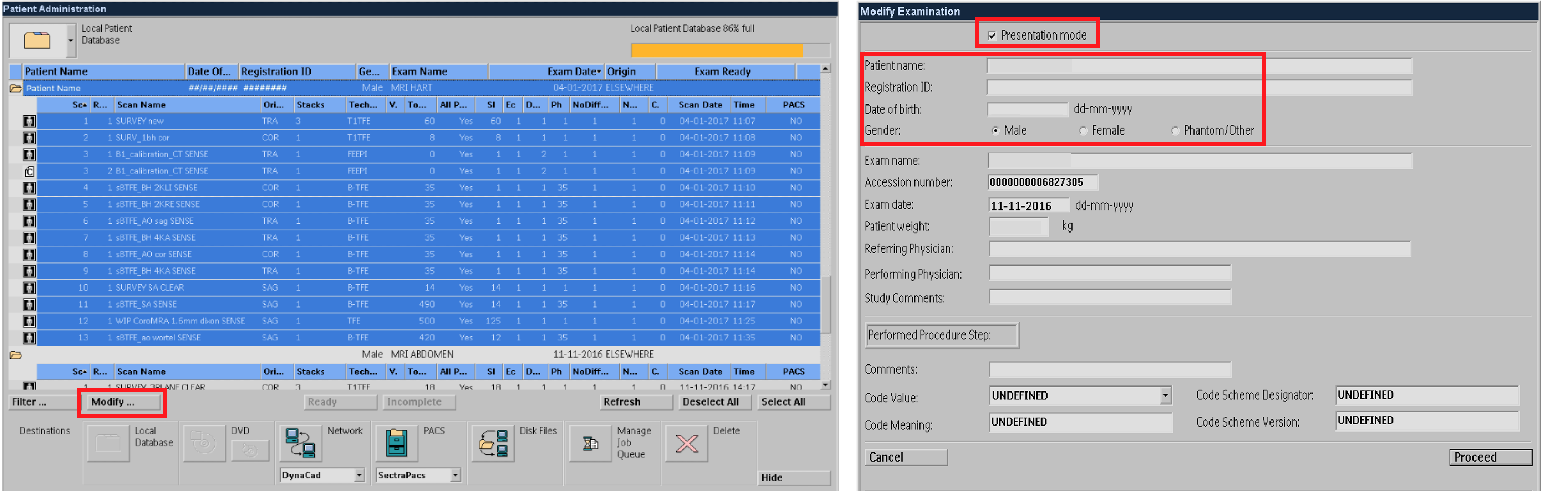 Patient Administration
Local Patient
Database
Local Patient Database 86% full
Patient Name Date Of... Registration ID Ge... Exam Name Exam Date Origin Exam Ready
Patient Name ##/##/#### ######## Male MRI HART 04-01-2017 ELSEWHERE
Sc R... Scan Name Ori... Stacks Tech... V. To... All P... Sl Ec D... Ph NoDiff... N... C. Scan Date Time PACS
1 1 SURVEY new TRA 3 T1TFE 60 Yes 60 1 1 1 1 1 0 04-01-2017 11:07 NO
2 1 SURV_1bh cor COR 1 T1TFE 8 Yes 8 1 1 1 1 1 0 04-01-2017 11:08 NO
3 1 B1_calibration_CT SENSE TRA 1 FEEPI 0 Yes 1 1 2 1 1 1 0 04-01-2017 11:09 NO
3 2 B1_calibration_CT SENSE TRA 1 FEEPI 0 Yes 1 1 2 1 1 1 0 04-01-2017 11:09 NO
4 1 sBTFE_BH 2KLI SENSE COR 1 B-TFE 35 Yes 1 1 1 35 1 1 0 04-01-2017 11:10 NO
5 1 sBTFE_BH 2KRE SENSE COR 1 B-TFE 35 Yes 1 1 1 35 1 1 0 04-01-2017 11:11 NO
6 1 sBTFE_AO sag SENSE TRA 1 B-TFE 35 Yes 1 1 1 35 1 1 0 04-01-2017 11:12 NO
7 1 sBTFE_BH 4KA SENSE TRA 1 B-TFE 35 Yes 1 1 1 35 1 1 0 04-01-2017 11:13 NO
8 1 sBTFE_AO cor SENSE COR 1 B-TFE 35 Yes 1 1 1 35 1 1 0 04-01-2017 11:14 NO
9 1 sBTFE_BH 4KA SENSE TRA 1 B-TFE 35 Yes 1 1 1 35 1 1 0 04-01-2017 11:14 NO
10 1 SURVEY SA CLEAR SAG 1 B-TFE 14 Yes 14 1 1 1 1 1 0 04-01-2017 11:16 NO
11 1 sBTFE_SA SENSE SAG 1 B-TFE 490 Yes 14 1 1 35 1 1 0 04-01-2017 11:17 NO
12 1 WIP CoroMRA 1.6mm dixon SENSE SAG 1 TFE 500 Yes 125 1 1 1 1 1 0 04-01-2017 11:25 NO
13 1 sBTFE_ao wortel SENSE SAG 1 B-TFE 420 Yes 12 1 1 35 1 1 0 04-01-2017 11:35 NO
Male MRI ABDOMEN 11-11-2016 ELSEWHERE
Sc R... Scan Name Ori... Stacks Tech... V. To... All P... Sl Ec D... Ph NoDiff... N... C. Scan Date Time PACS
1 1 SURVEY_3PLANE CLEAR COR 3 T1TFE 18 Yes 18 1 1 1 1 1 0 11-11-2016 14:17 NO
Filter ... Modify ... Ready Incomplete Refresh Deselect All Select All
Destinations Local Database DVD Network PACS Disk Files Manage Job Queue Delete
DynaCad SectraPacs Hide
Modify Examination
Presentation mode
Patient name:
Registration ID:
Date of birth: dd-mm-yyyy
Gender: Male Female Phantom/Other
Exam name:
Accession number: 0000000006827305
Exam date: 11-11-2016 dd-mm-yyyy
Patient weight: kg
Referring Physician:
Performing Physician:
Study Comments:
Performed Procedure Step:
Comments:
Code Value: UNDEFINED Code Scheme Designator: UNDEFINED
Code Meaning: UNDEFINED Code Scheme Version: UNDEFINED
Cancel Proceed